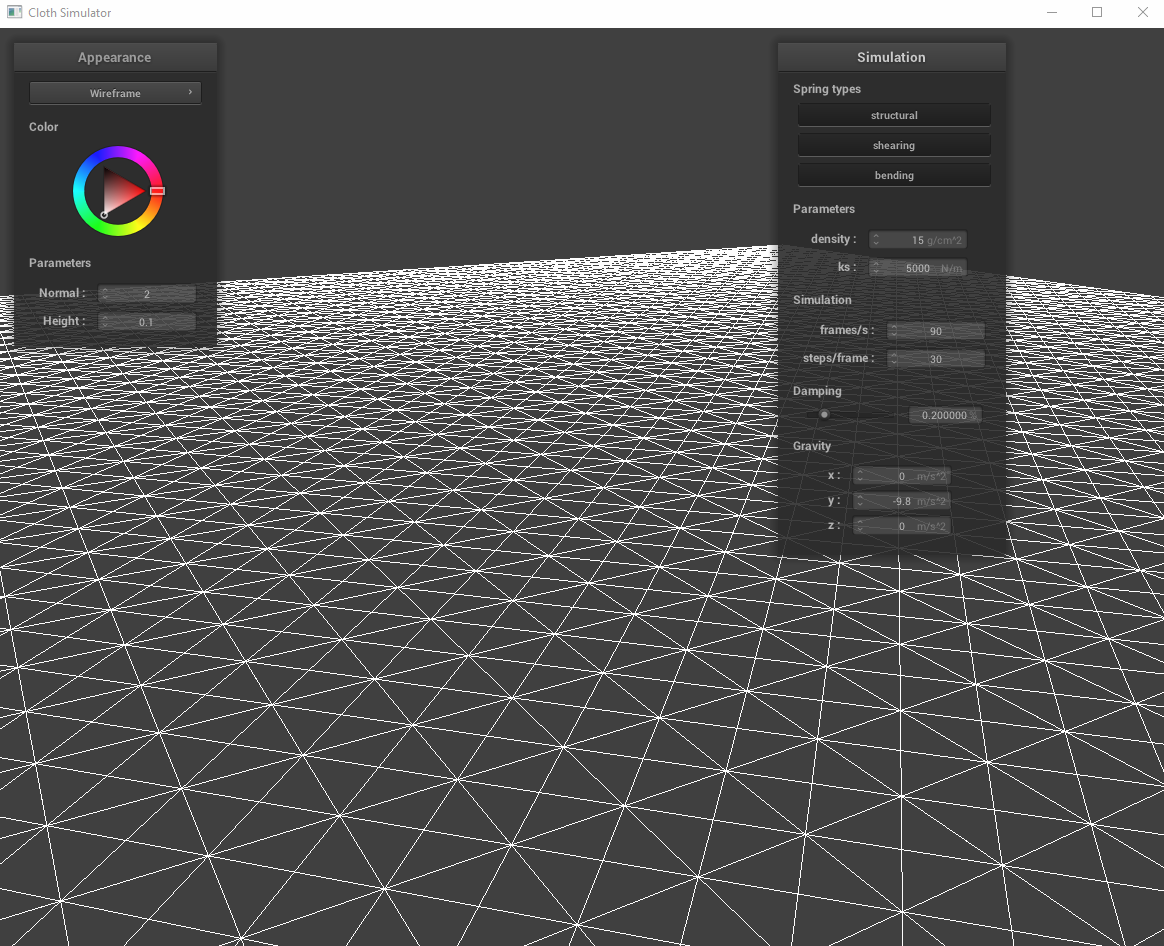 Cloth Simulator
Appearance
Wireframe
Color
Parameters
Normal : 2
Height : 0.1
Simulation
Spring types
structural
shearing
bending
Parameters
density : 15 g/cm^2
ks : 5000 N/m
Simulation
frames/s : 90
steps/frame : 30
Damping
0.200000 %
Gravity
x : 0 m/s^2
y : -9.8 m/s^2
z : 0 m/s^2